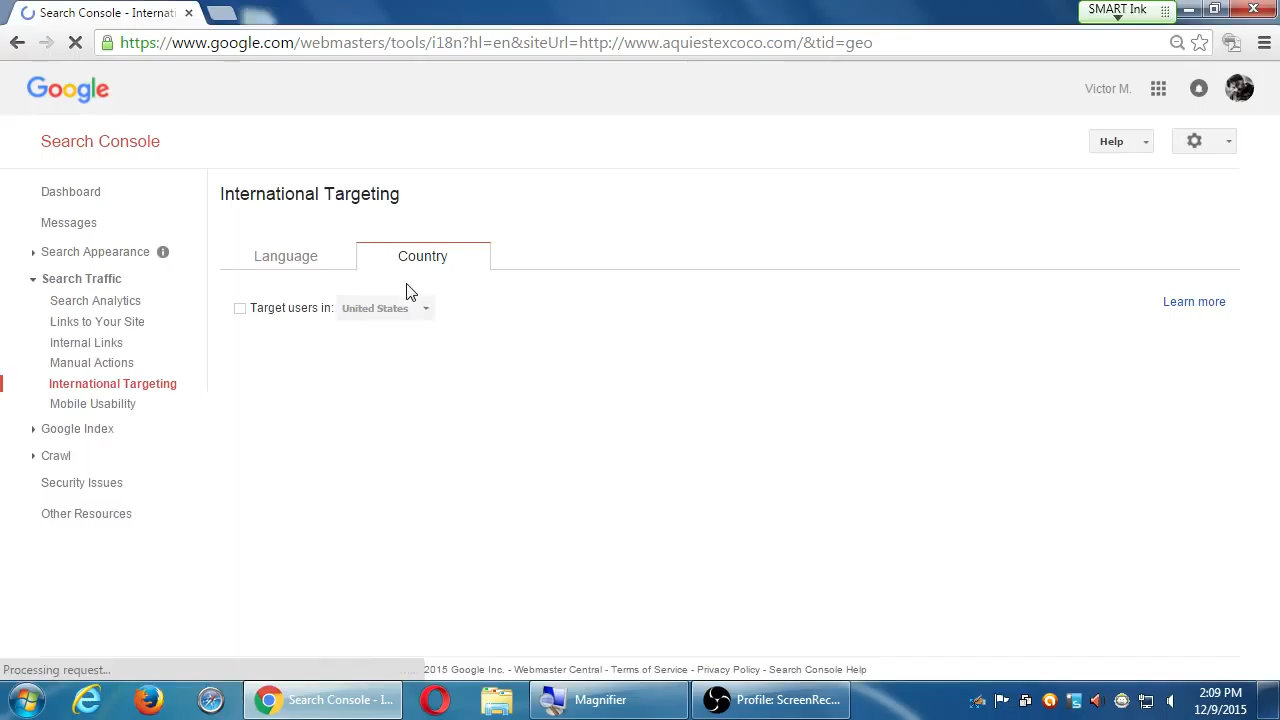 Search Console - Internati
SMART Ink
https://www.google.com/webmasters/tools/i18n?hl=en&siteUrl=http://www.aquiestexcoco.com/&tid=geo
Google
Victor M.
Search Console
Help
Dashboard
International Targeting
Messages
Search Appearance
Language
Country
Search Traffic
Search Analytics
Target users in:
United States
Learn more
Links to Your Site
Internal Links
Manual Actions
International Targeting
Mobile Usability
Google Index
Crawl
Security Issues
Other Resources
Processing request...
2015 Google Inc. - Webmaster Central - Terms of Service - Privacy Policy - Search Console Help
Search Console - I...
Magnifier
Profile: ScreenRec...
2:09 PM
12/9/2015